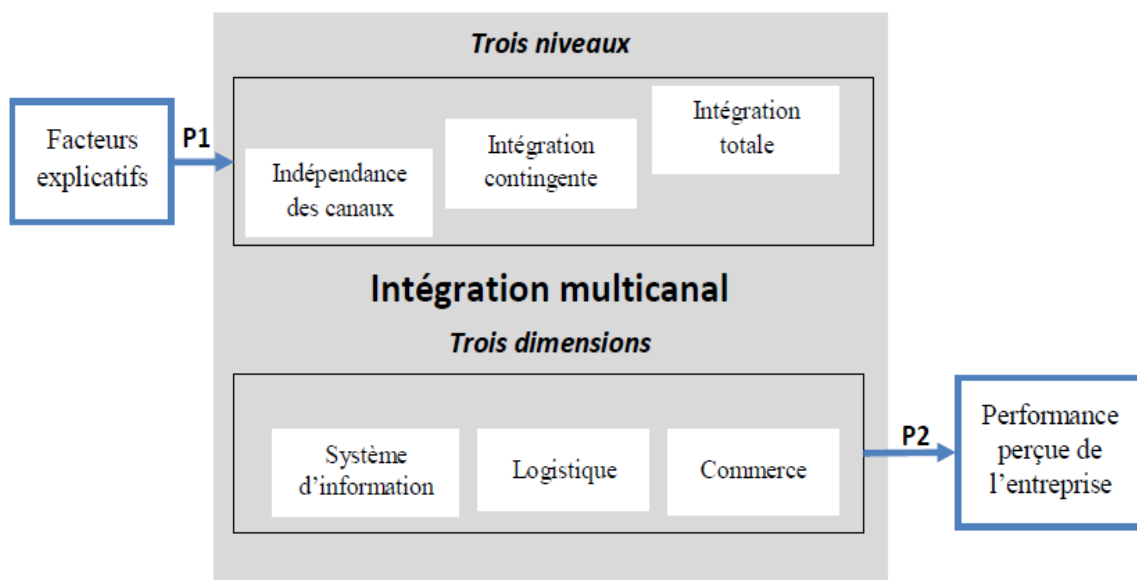 Trois niveaux
Facteurs
explicatifs
P1
Indépendance
des canaux
Intégration
contingente
Intégration
totale
Intégration multicanal
Trois dimensions
Système
d’information
Logistique
Commerce
P2
Performance
perçue de
l’entreprise